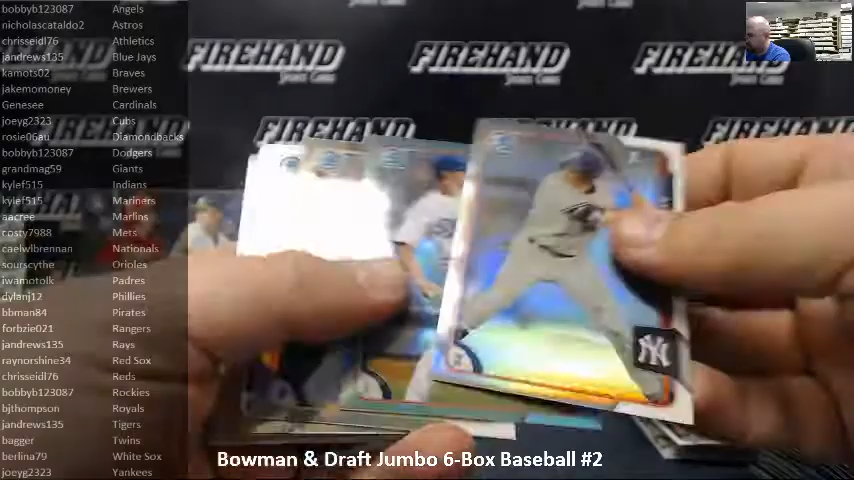 bobbyb123087 Angels
nicholascataldo2 Astros
chrisseidl76 Athletics
jandrews135 Blue Jays
kamots02 Braves
jakemomoney Brewers
Genesee Cardinals
joeyg2323 Cubs
rosie06au Diamondbacks
bobbyb123087 Dodgers
grandmag59 Giants
kylef515 Indians
kylef515 Mariners
aacree Marlins
costy7988 Mets
caelwlbrennan Nationals
sourscythe Orioles
iwamotolk Padres
dylanj12 Phillies
bbman84 Pirates
forbzie021 Rangers
jandrews135 Rays
raynorshine34 Red Sox
chrisseidl76 Reds
bobbyb123087 Rockies
bjthompson Royals
jandrews135 Tigers
bagger Twins
berlina79 White Sox
joeyg2323 Yankees
FIREHAND
FIREHAND
FIREHAND
FIREHAND
FIREHAND
NY
Bowman & Draft Jumbo 6-Box Baseball #2